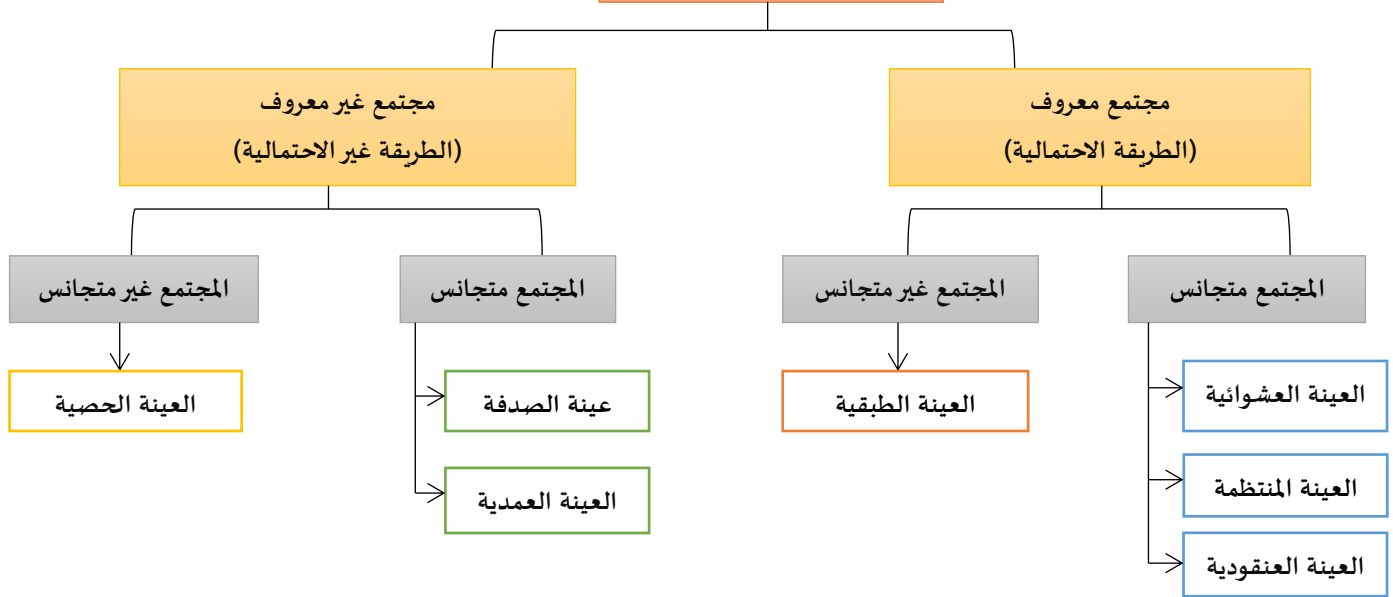 مجتمع معروف
(الطريقة الاحتمالية)
مجتمع غير معروف
(الطريقة غير الاحتمالية)
المجتمع متجانس
المجتمع غير متجانس
المجتمع متجانس
المجتمع غير متجانس
العينة العشوائية
العينة المنتظمة
العينة العنقودية
العينة الطبقية
عينة الصدفة
العينة العمدية
العينة الحصية